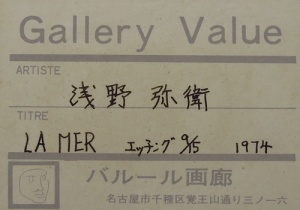 Gallery Value
ARTISTE
浅野 弥衛
TITRE
LA MER エッチング 9/15 1974
バルール画廊
名古屋市千種区覚王山通り三ノ一六